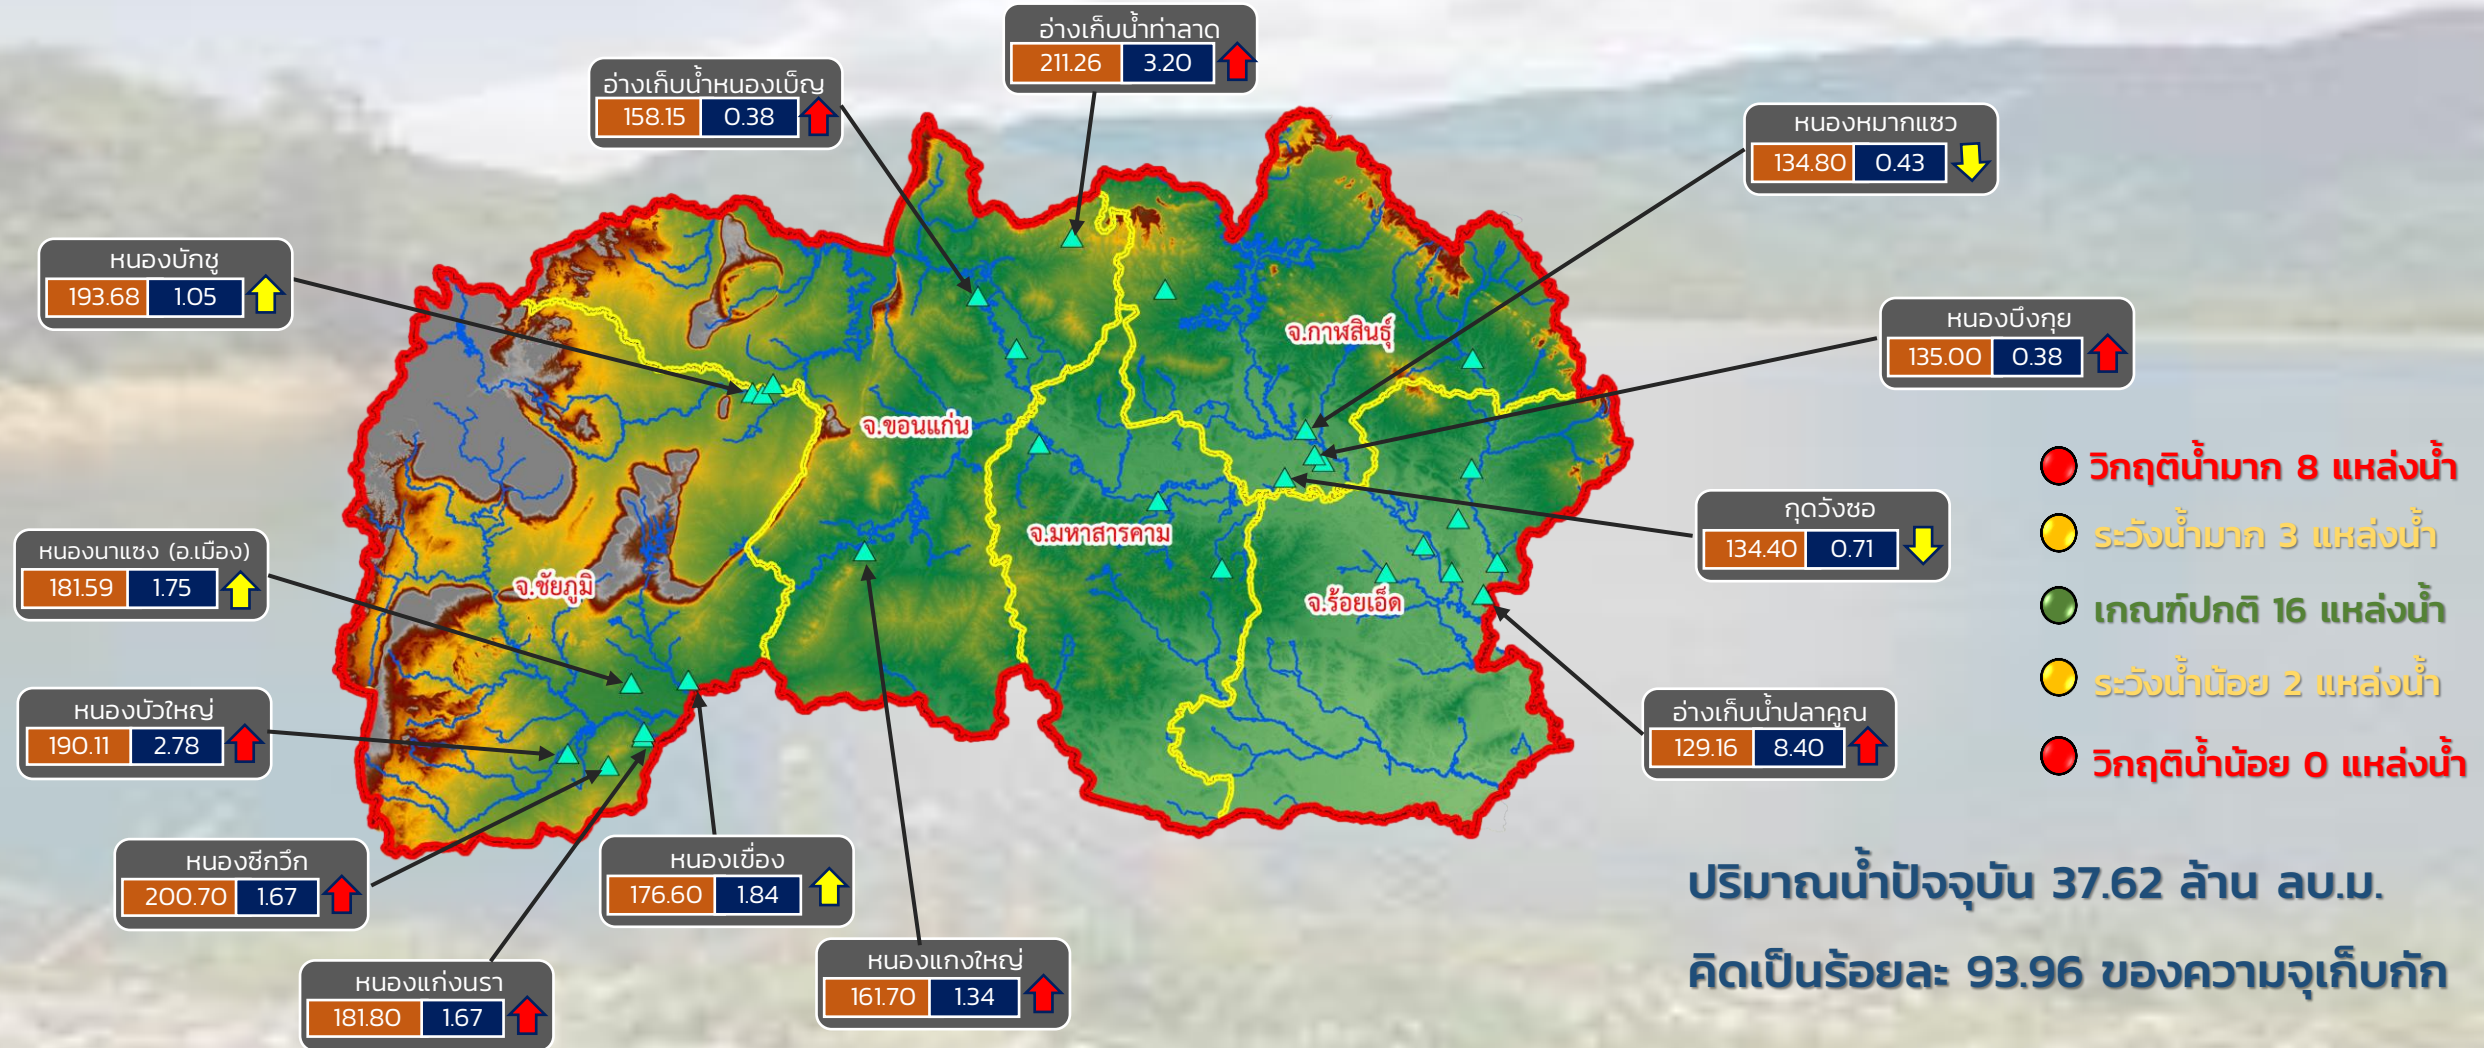 อ่างเก็บน้ำท่าลาด
211.26 3.20
อ่างเก็บน้ำหนองเบ็ญ
158.15 0.38
หนองหมากแซว
134.80 0.43
หนองบักชู
193.68 1.05
หนองบึงกุย
135.00 0.38
จ.กาฬสินธุ์
จ.ขอนแก่น
จ.มหาสารคาม
จ.ชัยภูมิ
จ.ร้อยเอ็ด
กุดวังซอ
134.40 0.71
หนองนาแซง (อ.เมือง)
181.59 1.75
หนองบัวใหญ่
190.11 2.78
อ่างเก็บน้ำปลาคูณ
129.16 8.40
หนองซีกวึก
200.70 1.67
หนองเขื่อง
176.60 1.84
หนองแก่งนรา
181.80 1.67
หนองแกงใหญ่
161.70 1.34
วิกฤติน้ำมาก 8 แหล่งน้ำ
ระวังน้ำมาก 3 แหล่งน้ำ
เกณฑ์ปกติ 16 แหล่งน้ำ
ระวังน้ำน้อย 2 แหล่งน้ำ
วิกฤติน้ำน้อย 0 แหล่งน้ำ
ปริมาณน้ำปัจจุบัน 37.62 ล้าน ลบ.ม.
คิดเป็นร้อยละ 93.96 ของความจุเก็บกัก